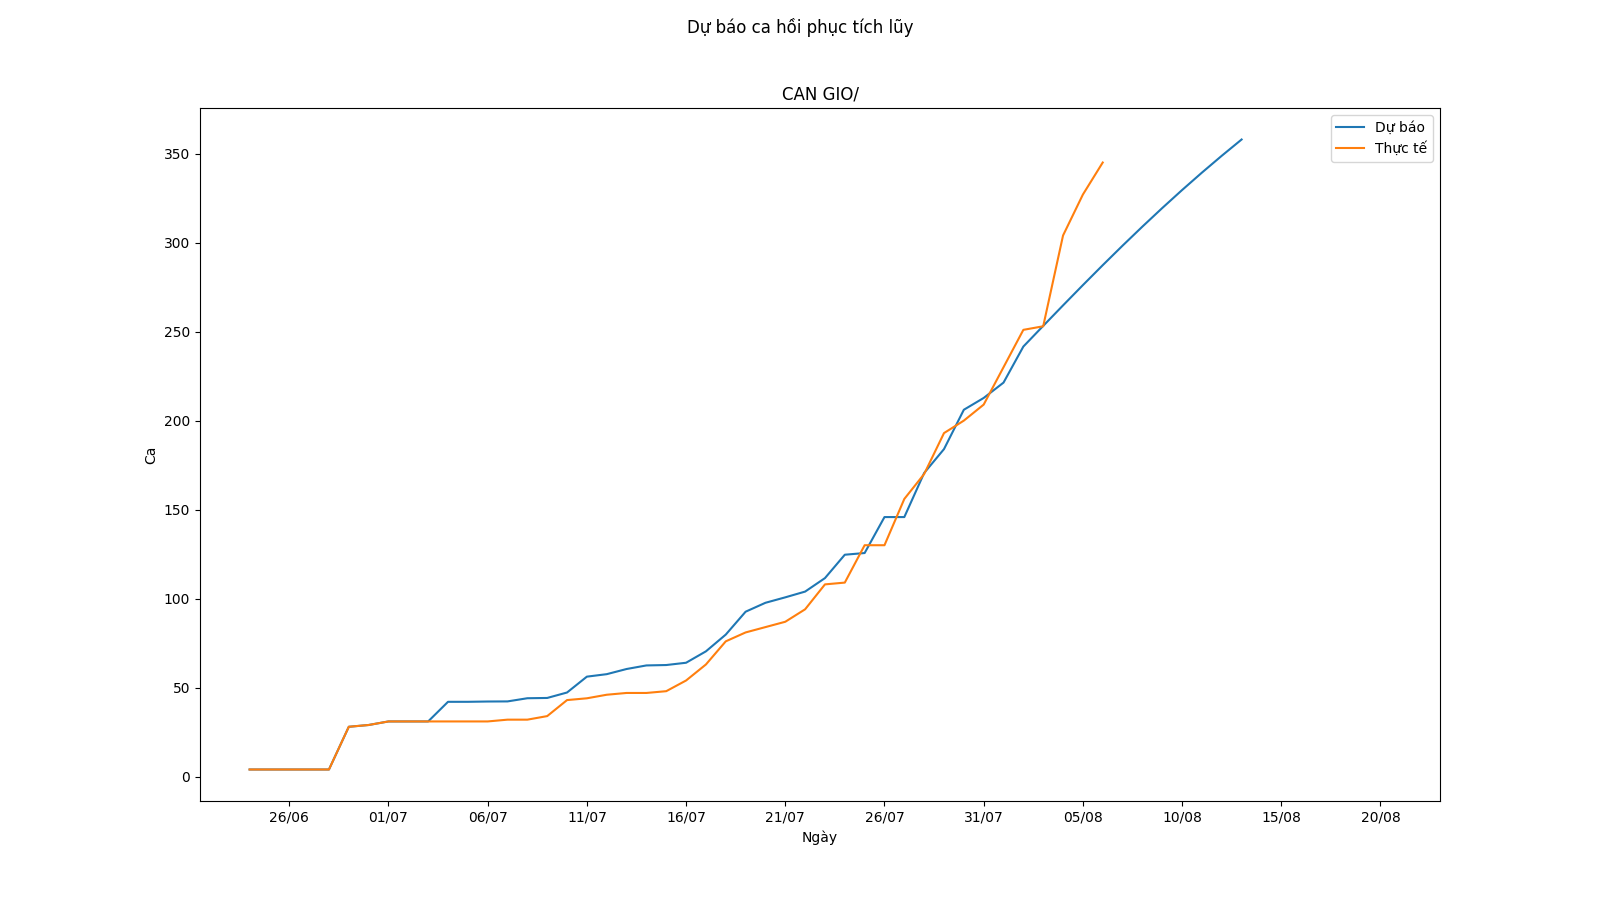 Dự báo ca hồi phục tích lũy
CAN GIO/
Dự báo
Thực tế
350
300
250
200
150
100
50
0
Ca
26/06 01/07 06/07 11/07 16/07 21/07 26/07 31/07 05/08 10/08 15/08 20/08
Ngày